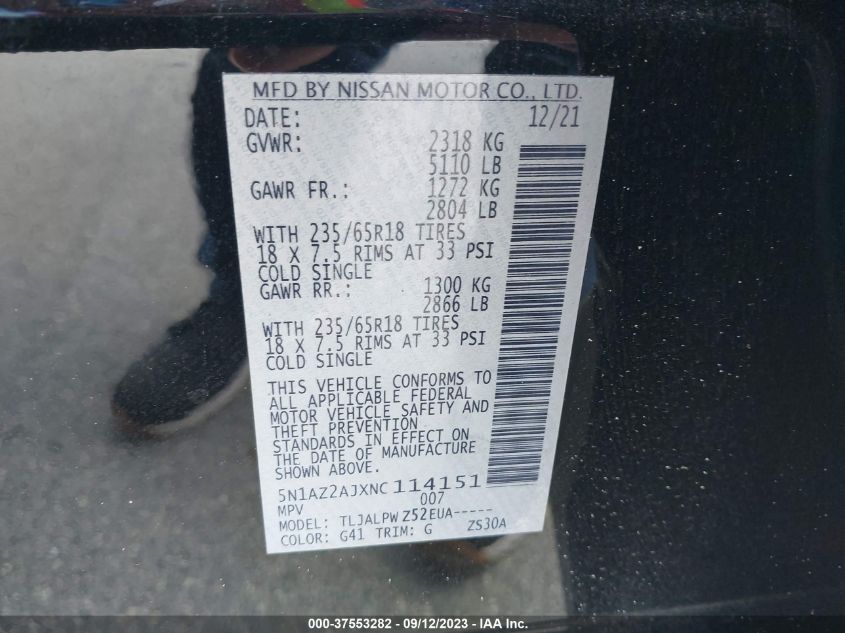 MFD BY NISSAN MOTOR CO., LTD.
DATE: 12/21
GVWR: 2318 KG
5110 LB
GAWR FR.: 1272 KG
2804 LB
WITH 235/65R18 TIRES
18 X 7.5 RIMS AT 33 PSI
COLD SINGLE
GAWR RR.: 1300 KG
2866 LB
WITH 235/65R18 TIRES
18 X 7.5 RIMS AT 33 PSI
COLD SINGLE
THIS VEHICLE CONFORMS TO
ALL APPLICABLE FEDERAL
MOTOR VEHICLE SAFETY AND
THEFT PREVENTION
STANDARDS IN EFFECT ON
THE DATE OF MANUFACTURE
SHOWN ABOVE.
5N1AZ2AJXNC114151
MPV 007
MODEL: TLJALPWZ52EUA-----
COLOR: G41 TRIM: G ZS30A
000-37553282 - 09/12/2023 - IAA Inc.